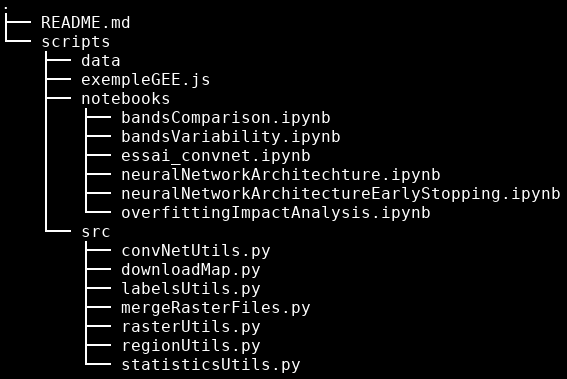 .
├── README.md
└── scripts
    ├── data
    ├── exempleGEE.js
    ├── notebooks
    │   ├── bandsComparison.ipynb
    │   ├── bandsVariability.ipynb
    │   ├── essai_convnet.ipynb
    │   ├── neuralNetworkArchitechture.ipynb
    │   ├── neuralNetworkArchitectureEarlyStopping.ipynb
    │   └── overfittingImpactAnalysis.ipynb
    └── src
        ├── convNetUtils.py
        ├── downloadMap.py
        ├── labelsUtils.py
        ├── mergeRasterFiles.py
        ├── rasterUtils.py
        ├── regionUtils.py
        └── statisticsUtils.py